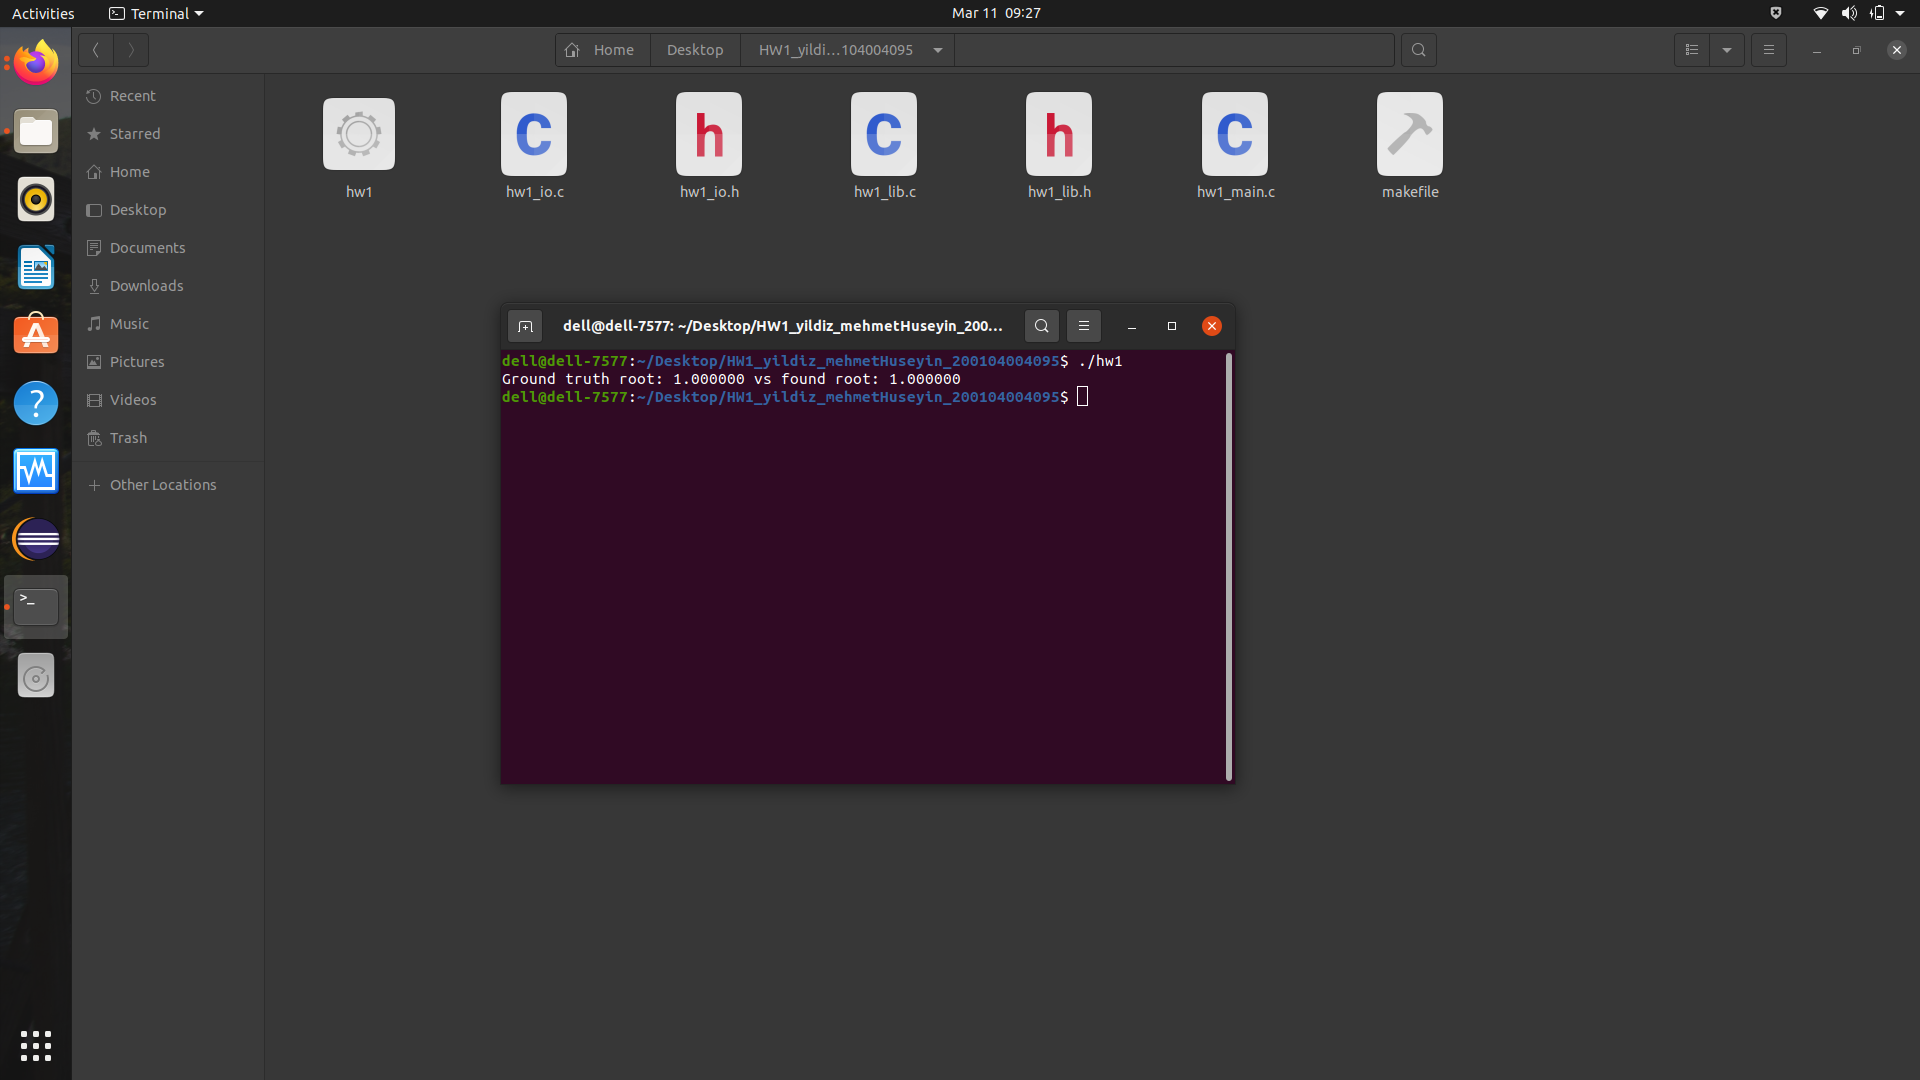 Activities
Terminal
Mar 11 09:27
Home
Desktop
HW1_yildi…104004095
Recent
Starred
Home
Desktop
Documents
Downloads
Music
Pictures
Videos
Trash
Other Locations
hw1
hw1_io.c
hw1_io.h
hw1_lib.c
hw1_lib.h
hw1_main.c
makefile
dell@dell-7577: ~/Desktop/HW1_yildiz_mehmetHuseyin_200…
dell@dell-7577:~/Desktop/HW1_yildiz_mehmetHuseyin_200104004095$ ./hw1
Ground truth root: 1.000000 vs found root: 1.000000
dell@dell-7577:~/Desktop/HW1_yildiz_mehmetHuseyin_200104004095$